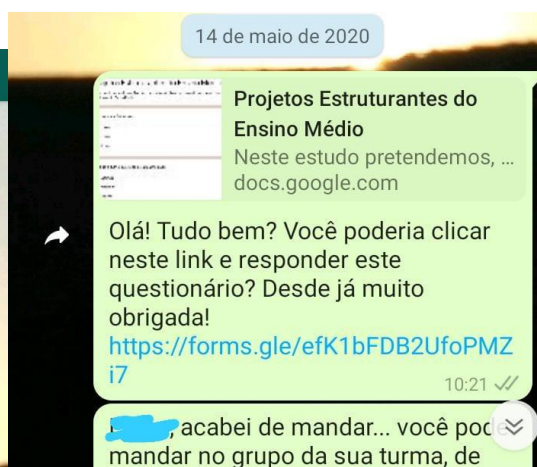 14 de maio de 2020
Projetos Estruturantes do
Ensino Médio
Neste estudo pretendemos, ...
docs.google.com
Olá! Tudo bem? Você poderia clicar
neste link e responder este
questionário? Desde já muito
obrigada!
https://forms.gle/efK1bFDB2UfoPMZ
i7
10:21
, acabei de mandar... você pode
mandar no grupo da sua turma, de